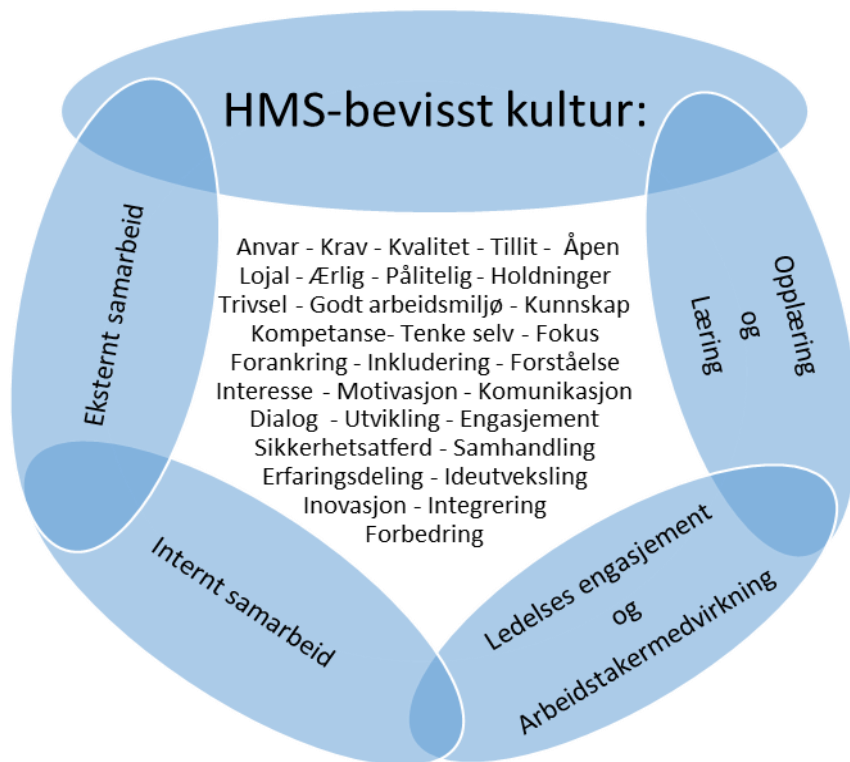 HMS-bevisst kultur:
Anvar - Krav - Kvalitet - Tillit -  Åpen
Lojal - Ærlig - Pålitelig - Holdninger
Trivsel - Godt arbeidsmiljø - Kunnskap
Kompetanse- Tenke selv - Fokus
Forankring - Inkludering - Forståelse
Interesse - Motivasjon - Komunikasjon
Dialog  - Utvikling - Engasjement
Sikkerhetsatferd - Samhandling
Erfaringsdeling - Ideutveksling
Inovasjon - Integrering
Forbedring
Opplæring
og
Læring
Ledelses engasjement
og
Arbeidstakermedvirkning
Internt samarbeid
Eksternt samarbeid